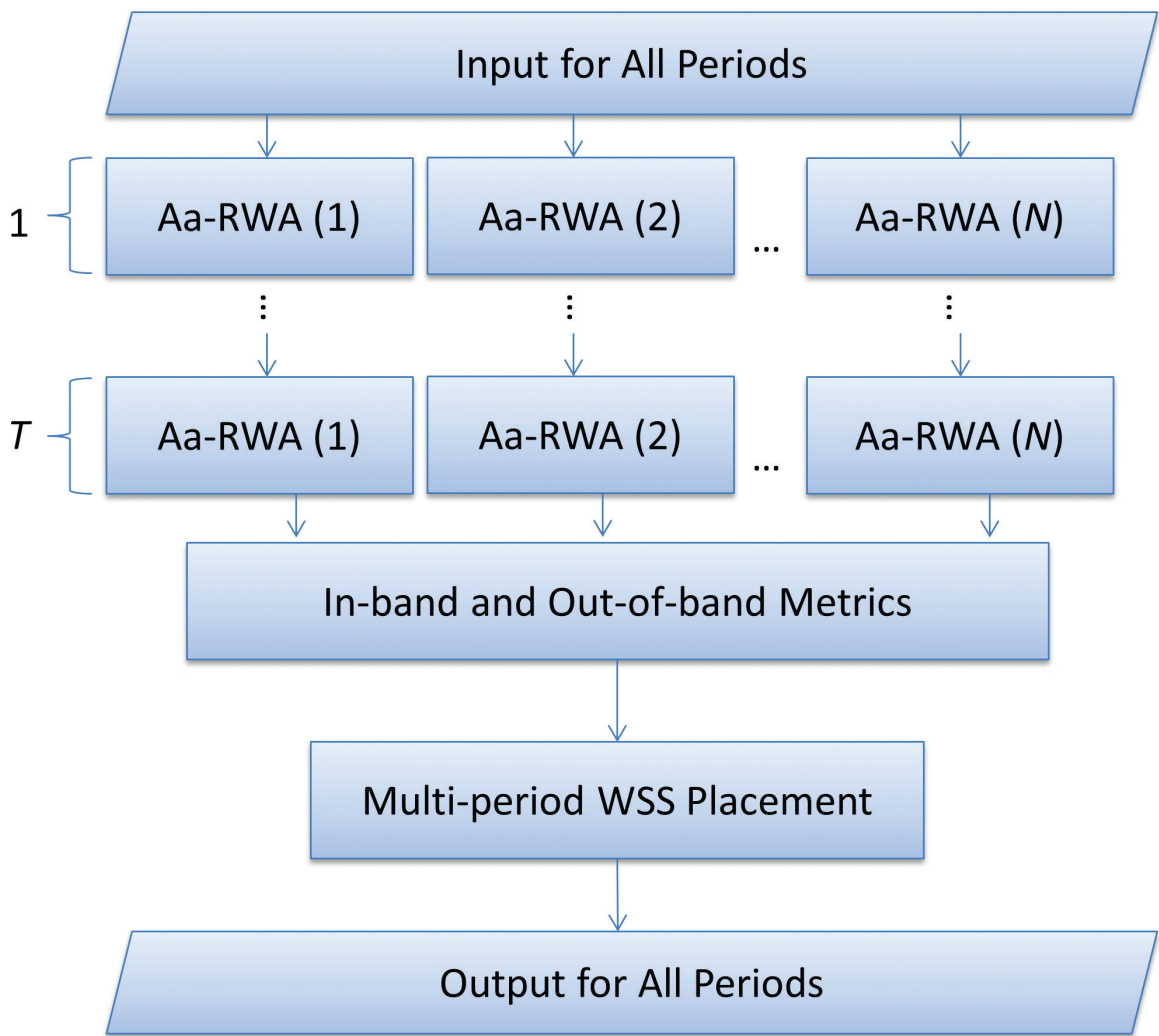 Input for All Periods
1
Aa-RWA (1)
Aa-RWA (2)
...
Aa-RWA (N)
...
...
...
T
Aa-RWA (1)
Aa-RWA (2)
...
Aa-RWA (N)
In-band and Out-of-band Metrics
Multi-period WSS Placement
Output for All Periods